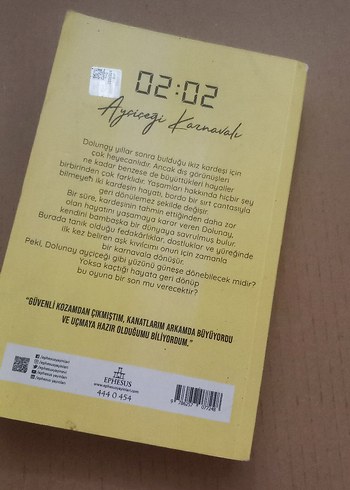 02:02
Ayçiçeği Karnavalı
Dolunay yıllar sonra bulduğu ikiz kardeşi için
çok heyecanlıdır. Ancak dış görünüşleri
ne kadar benzese de büyüttükleri hayaller
birbirinden çok farklıdır. Yaşamları hakkında hiçbir şey
bilmeyen iki kardeşin hayatı, bordo bir sırt çantasıyla
geri dönülemez şekilde değişir.
Bir süre, kardeşinin tahmin ettiğinden daha zor
olan hayatını yaşamaya karar veren Dolunay,
kendini bambaşka bir dünyaya savrulmuş bulur.
Burada tanık olduğu fedakârlıklar, dostluklar ve yüreğinde
ilk kez beliren aşk kıvılcımı onun için zamanla
bir karnavala dönüşür.
Peki, Dolunay ayçiçeği gibi yüzünü güneşe dönebilecek midir?
Yoksa kaçtığı hayata geri dönüp
bu oyuna bir son mu verecektir?
"GÜVENLİ KOZAMDAN ÇIKMIŞTIM, KANATLARIM ARKAMDA BÜYÜYORDU
VE UÇMAYA HAZIR OLDUĞUMU BİLİYORDUM."
EPHESUS
www.ephesusyayinlari.com
444 0 454